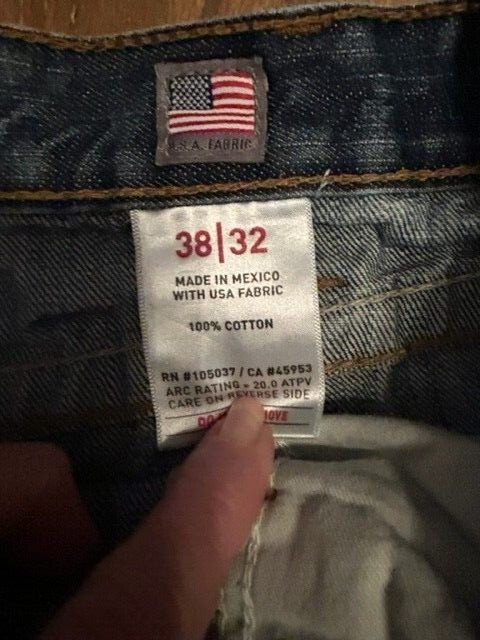 U.S.A. FABRIC
38|32
MADE IN MEXICO
WITH USA FABRIC
100% COTTON
RN #105037 / CA #45953
ARC RATING = 20.0 ATPV
CARE ON REVERSE SIDE
DO